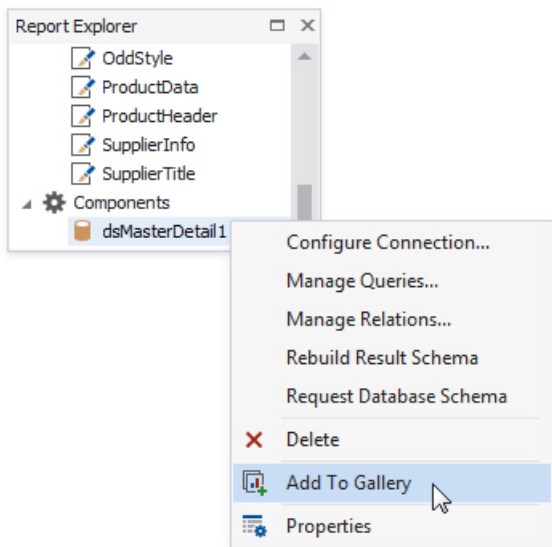 Report Explorer
OddStyle
ProductData
ProductHeader
SupplierInfo
SupplierTitle
Components
dsMasterDetail1
Configure Connection...
Manage Queries...
Manage Relations...
Rebuild Result Schema
Request Database Schema
Delete
Add To Gallery
Properties